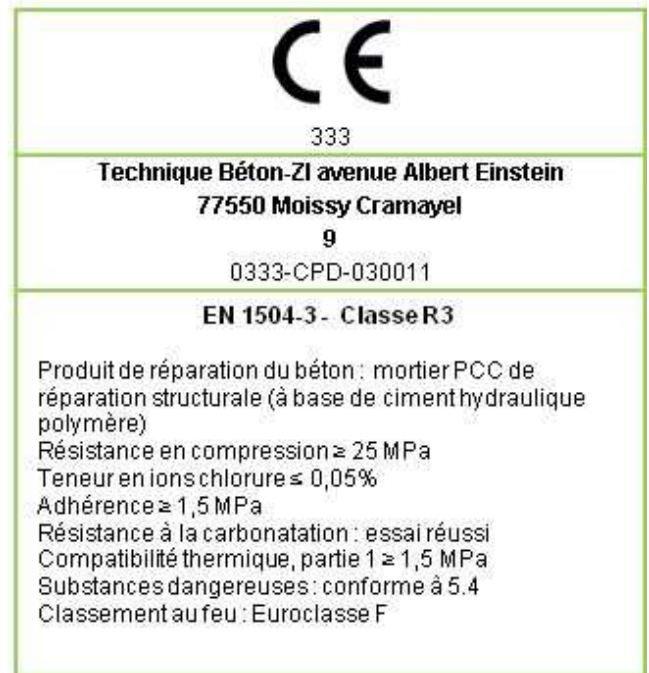 CE
333
Technique Béton-ZI avenue Albert Einstein
77550 Moissy Cramayel
9
0333-CPD-030011
EN 1504-3 - Classe R3
Produit de réparation du béton : mortier PCC de
réparation structurale (à base de ciment hydraulique
polymère)
Résistance en compression ≥ 25 MPa
Teneur en ions chlorure ≤ 0,05%
Adhérence ≥ 1,5 MPa
Résistance à la carbonatation : essai réussi
Compatibilité thermique, partie 1 ≥ 1,5 MPa
Substances dangereuses : conforme à 5.4
Classement au feu : Euroclasse F